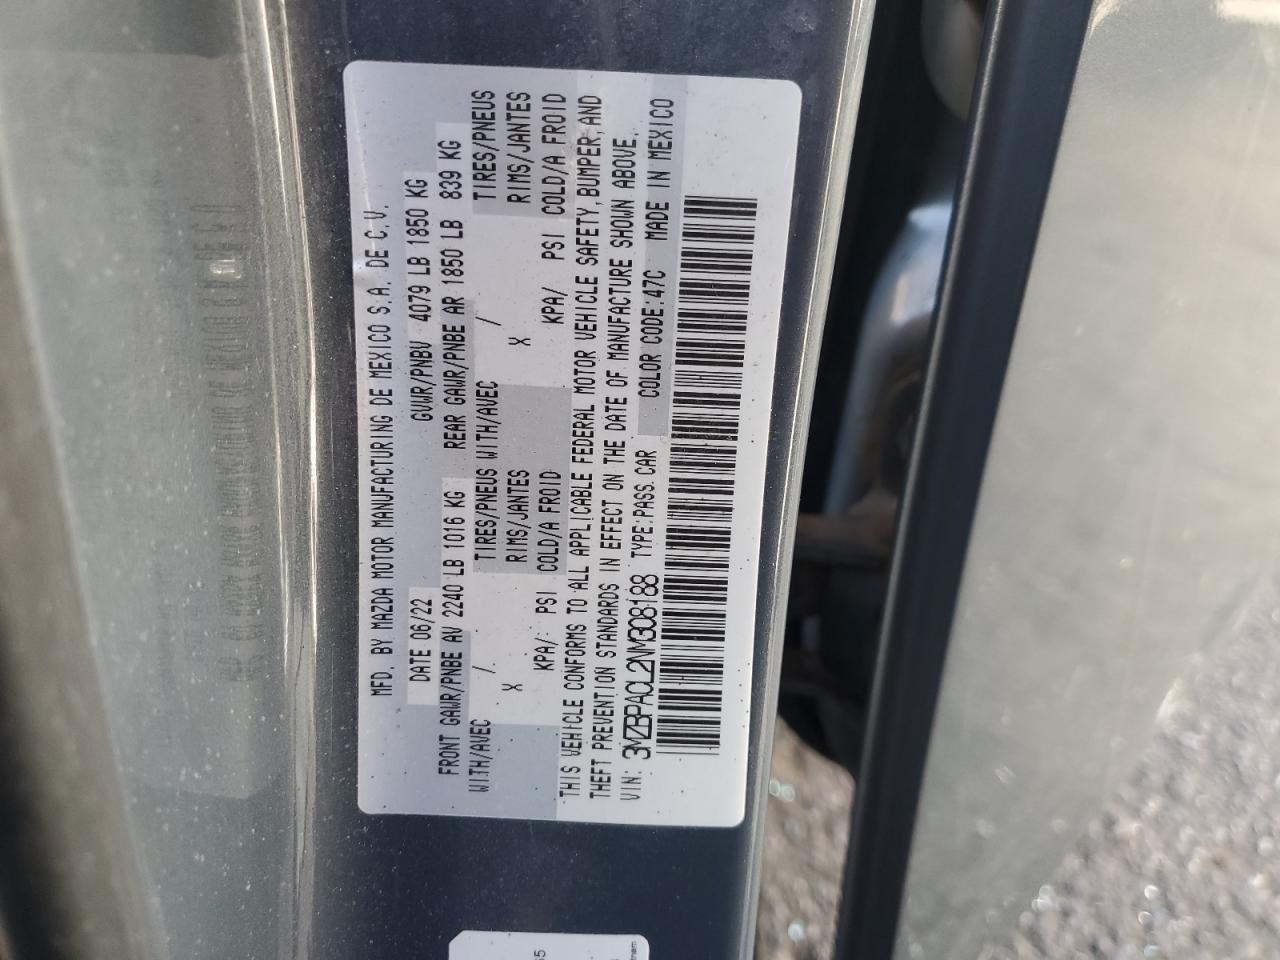 MFD. BY MAZDA MOTOR MANUFACTURING DE MEXICO S.A. DE C.V.
DATE 06/22 GVWR/PNBV 4079 LB 1850 KG
FRONT GAWR/PNBE AV 2240 LB 1016 KG REAR GAWR/PNBE AR 1850 LB 839 KG
WITH/AVEC / TIRES/PNEUS WITH/AVEC / TIRES/PNEUS
X RIMS/JANTES X RIMS/JANTES
KPA/ PSI COLD/A FROID KPA/ PSI COLD/A FROID
THIS VEHICLE CONFORMS TO ALL APPLICABLE FEDERAL MOTOR VEHICLE SAFETY, BUMPER, AND
THEFT PREVENTION STANDARDS IN EFFECT ON THE DATE OF MANUFACTURE SHOWN ABOVE.
VIN: 3MZBPACL2NM308188 TYPE:PASS.CAR COLOR CODE:47C MADE IN MEXICO